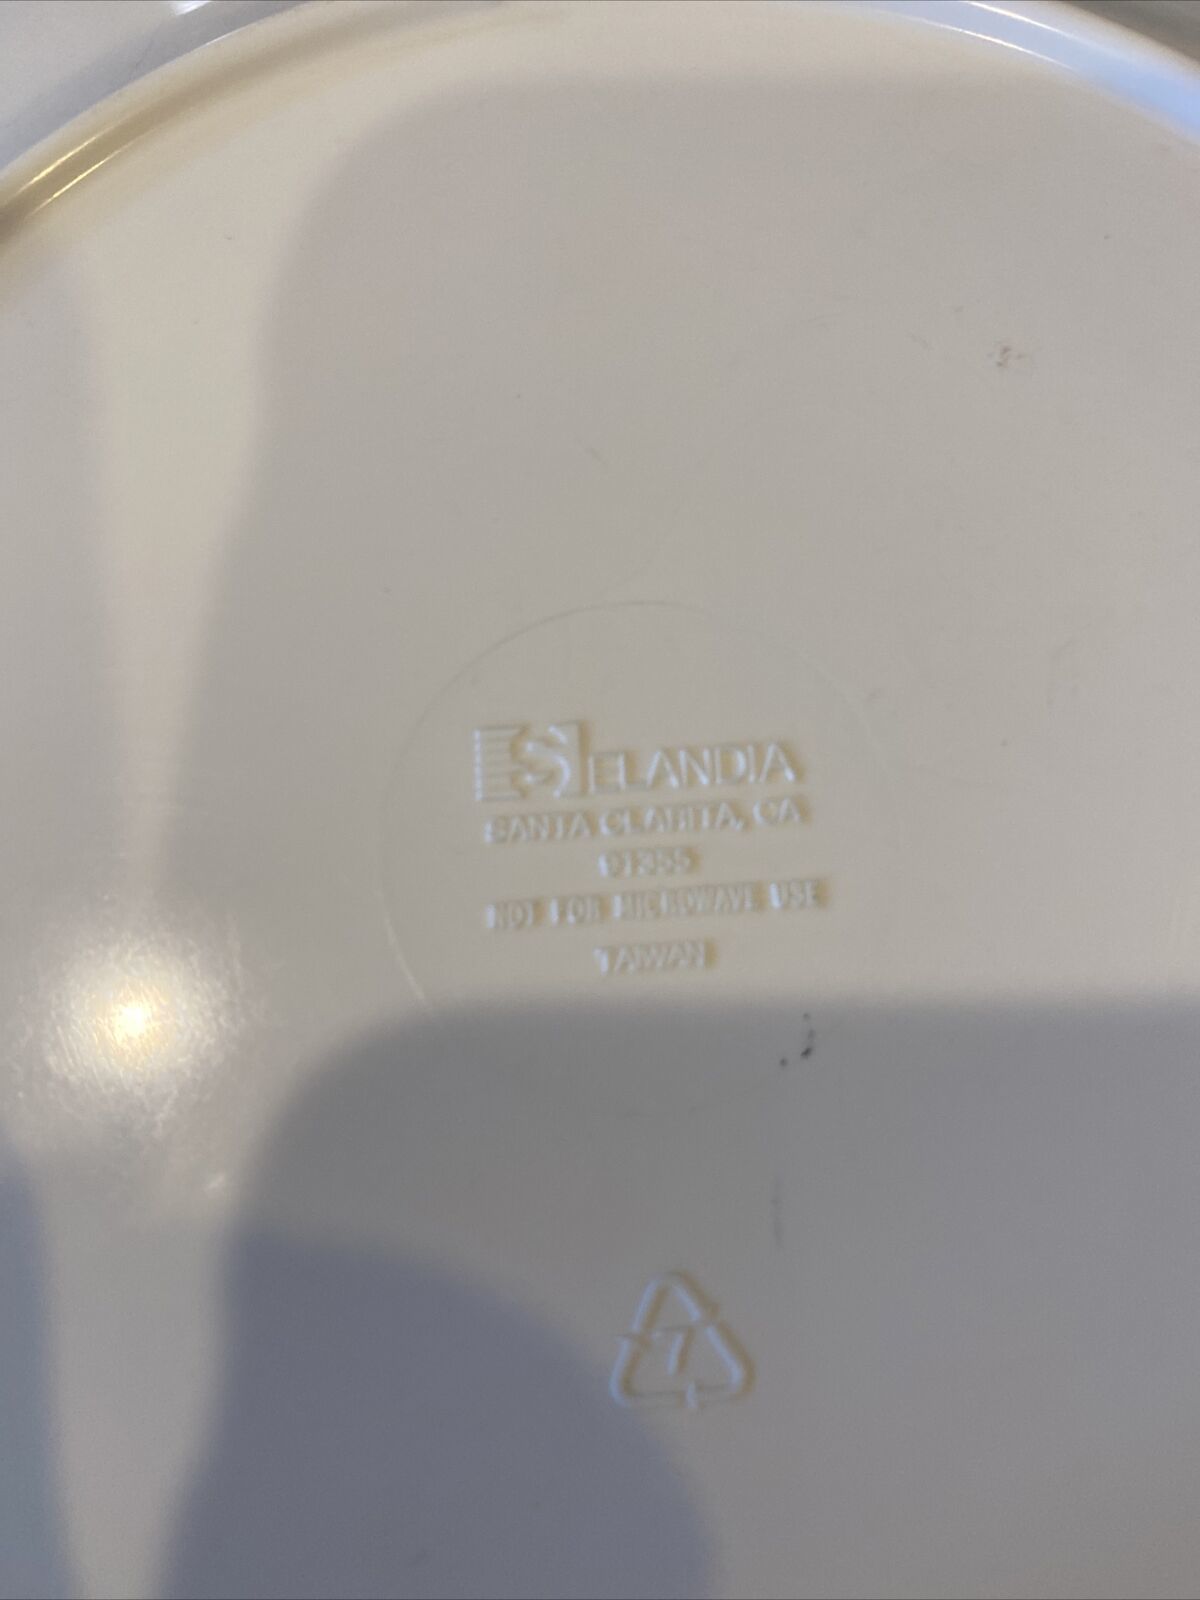 SELANDIA
SANTA CLARITA, CA
91355
NOT FOR MICROWAVE USE
TAIWAN
7